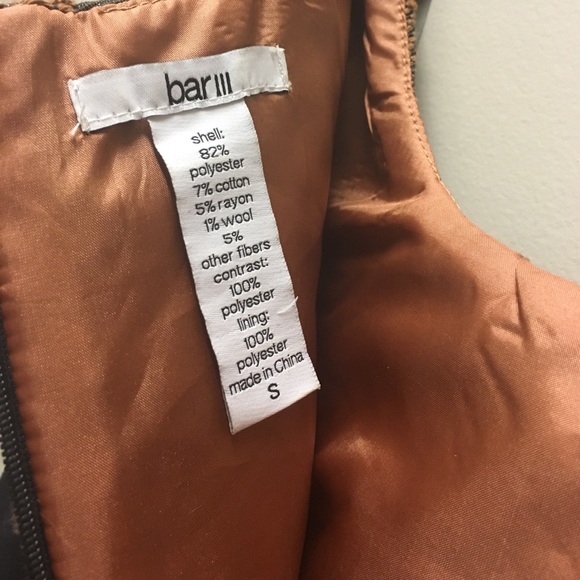 bar III
shell:
82%
polyester
7% cotton
5% rayon
1% wool
5%
other fibers
contrast:
100%
polyester
lining:
100%
polyester
made in China
S